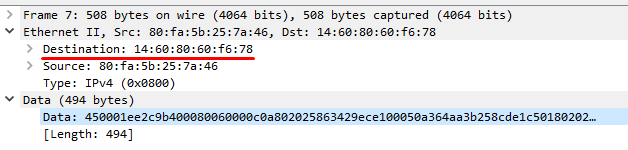 Frame 7: 508 bytes on wire (4064 bits), 508 bytes captured (4064 bits)
Ethernet II, Src: 80:fa:5b:25:7a:46, Dst: 14:60:80:60:f6:78
Destination: 14:60:80:60:f6:78
Source: 80:fa:5b:25:7a:46
Type: IPv4 (0x0800)
Data (494 bytes)
Data: 450001ee2c9b400080060000c0a802025863429ece100050a364aa3b258cde1c50180202…
[Length: 494]